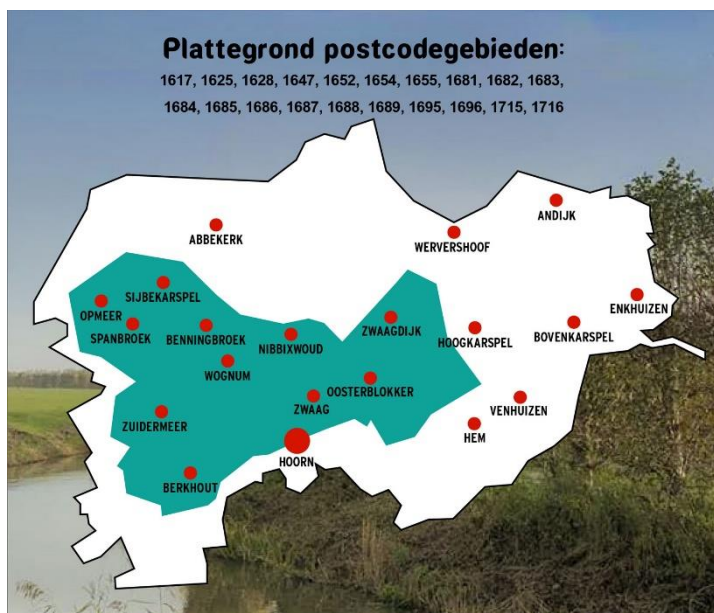 Plattegrond postcodegebieden:
1617, 1625, 1628, 1647, 1652, 1654, 1655, 1681, 1682, 1683,
1684, 1685, 1686, 1687, 1688, 1689, 1695, 1696, 1715, 1716
ANDIJK
ABBEKERK
WERVERSHOOF
SIJBEKARSPEL
ENKHUIZEN
OPMEER
ZWAAGDIJK
SPANBROEK
BENNINGBROEK
NIBBIXWOUD
HOOGKARSPEL
BOVENKARSPEL
WOGNUM
OOSTERBLOKKER
ZWAAG
VENHUIZEN
ZUIDERMEER
HEM
HOORN
BERKHOUT